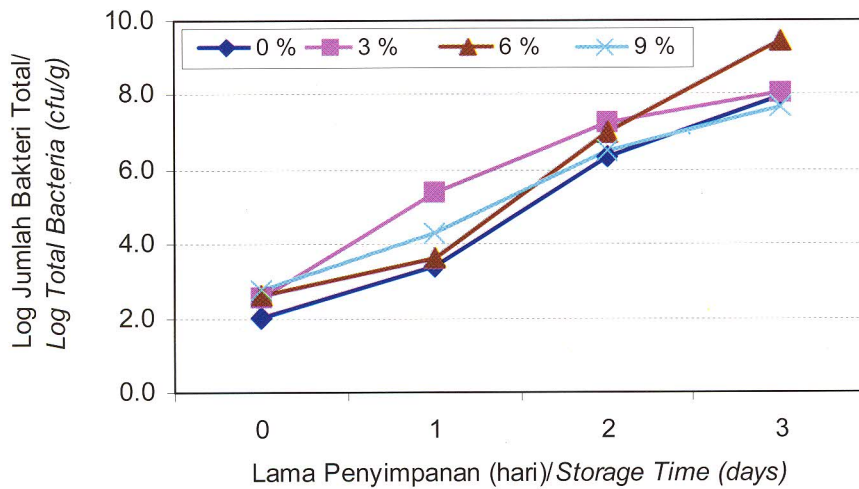 Log Jumlah Bakteri Total/
Log Total Bacteria (cfu/g)
10.0
8.0
6.0
4.0
2.0
0.0
0 % 3 % 6 % 9 %
0 1 2 3
Lama Penyimpanan (hari)/Storage Time (days)